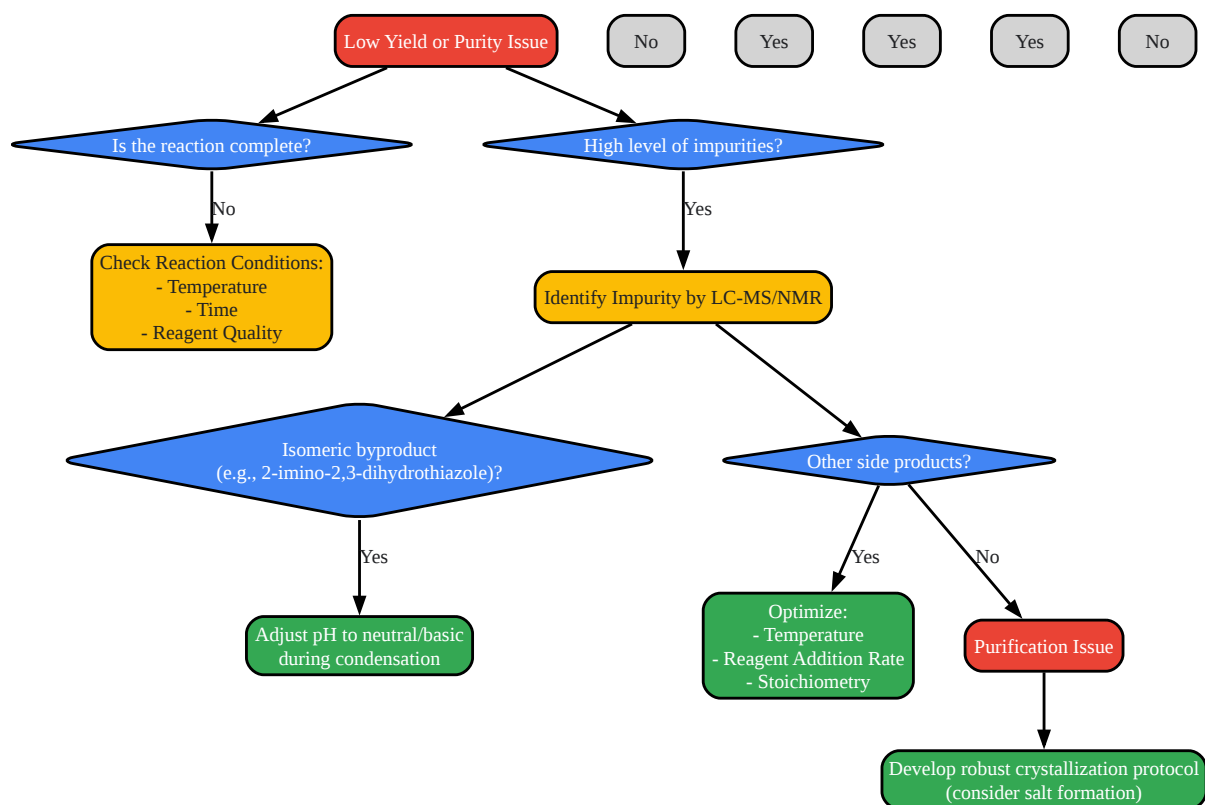 Low Yield or Purity Issue
No
Yes
Yes
Yes
No
Is the reaction complete?
High level of impurities?
No
Yes
Check Reaction Conditions:
- Temperature
- Time
- Reagent Quality
Identify Impurity by LC-MS/NMR
Isomeric byproduct
(e.g., 2-imino-2,3-dihydrothiazole)?
Other side products?
Yes
Yes
No
Adjust pH to neutral/basic
during condensation
Optimize:
- Temperature
- Reagent Addition Rate
- Stoichiometry
Purification Issue
Develop robust crystallization protocol
(consider salt formation)